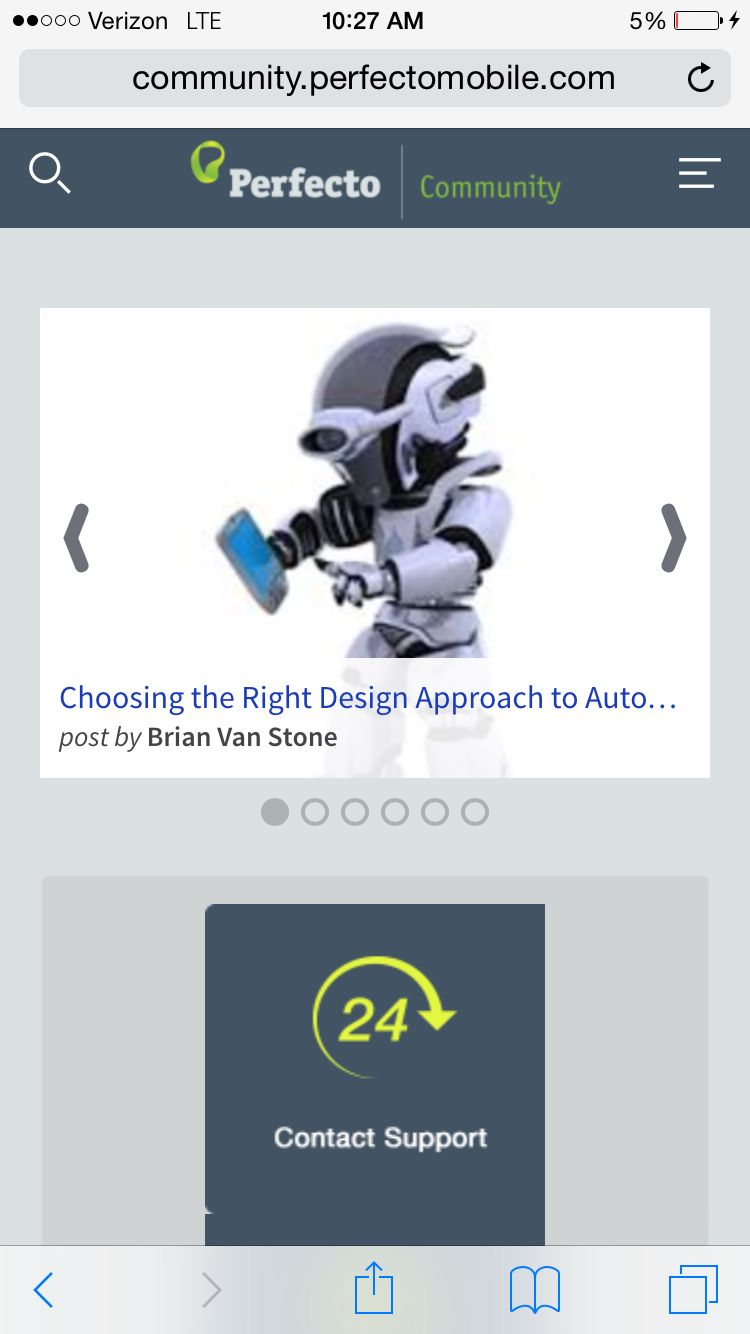 Verizon LTE 10:27 AM 5%
community.perfectomobile.com
Perfecto Community
Choosing the Right Design Approach to Auto...
post by Brian Van Stone
24
Contact Support